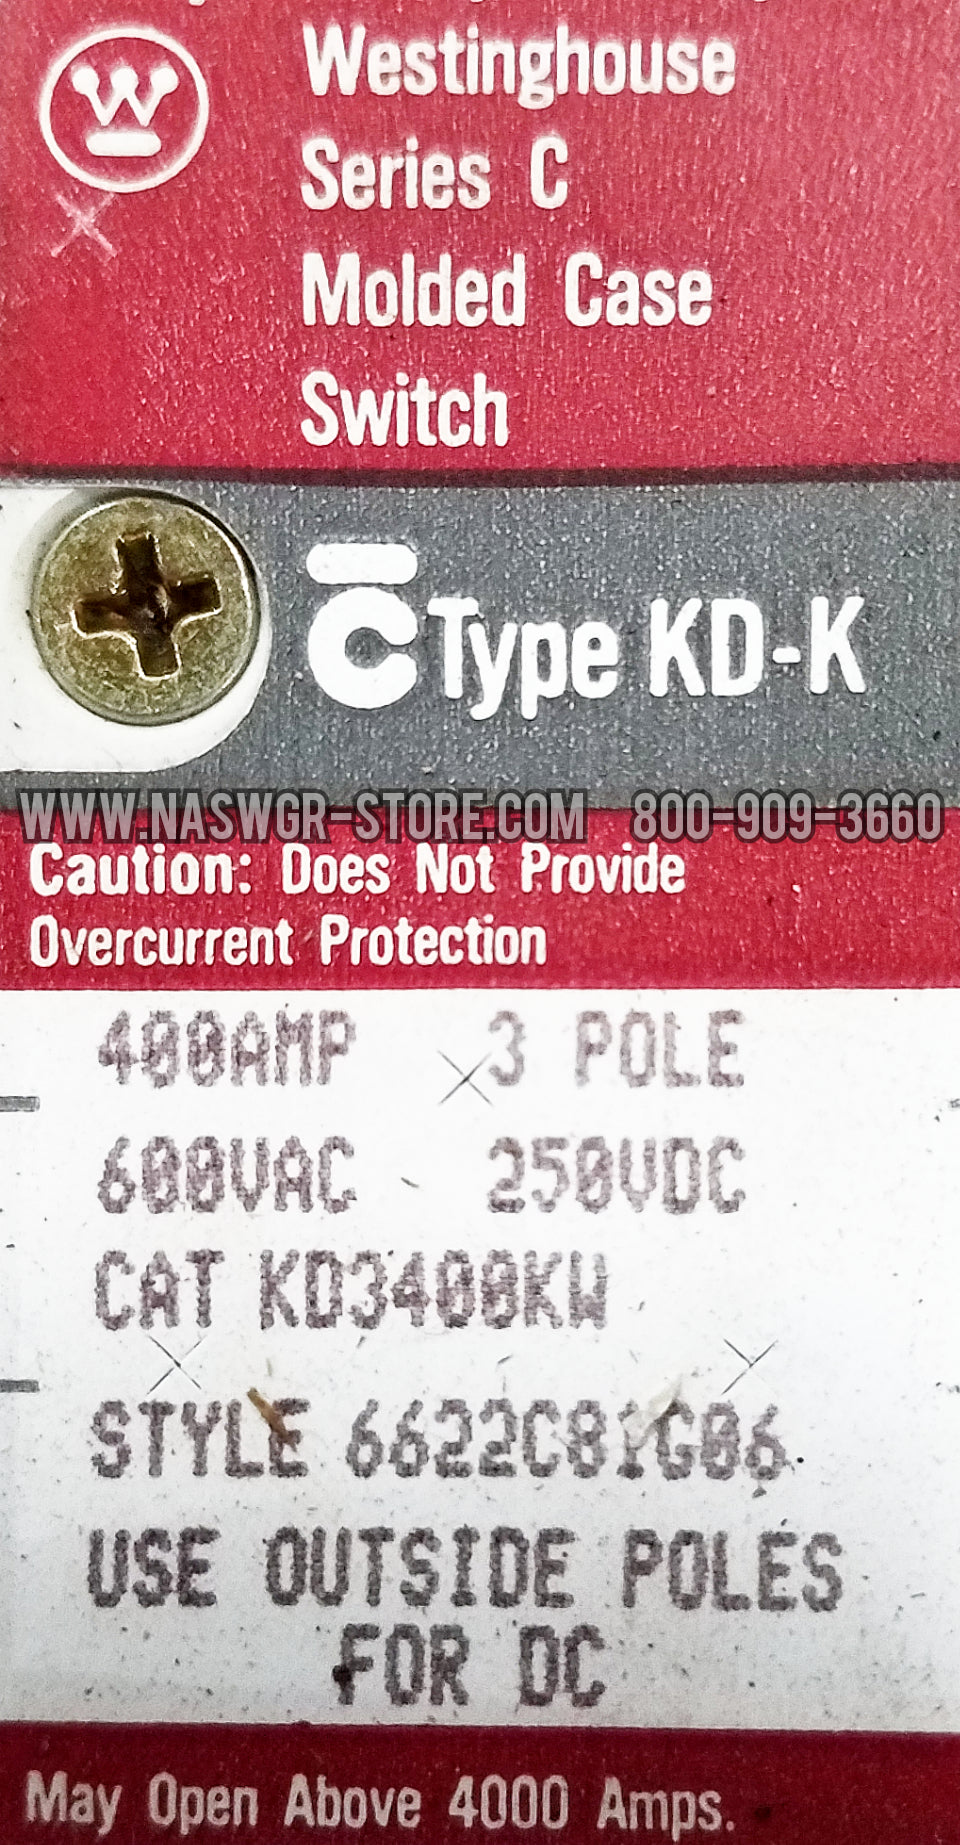 Westinghouse
Series C
Molded Case
Switch
C Type KD-K
WWW.NASWGR-STORE.COM 800-909-3660
Caution: Does Not Provide
Overcurrent Protection
400AMP 3 POLE
600VAC 250VDC
CAT KD3400KW
STYLE 6622C81G06
USE OUTSIDE POLES
FOR DC
May Open Above 4000 Amps.